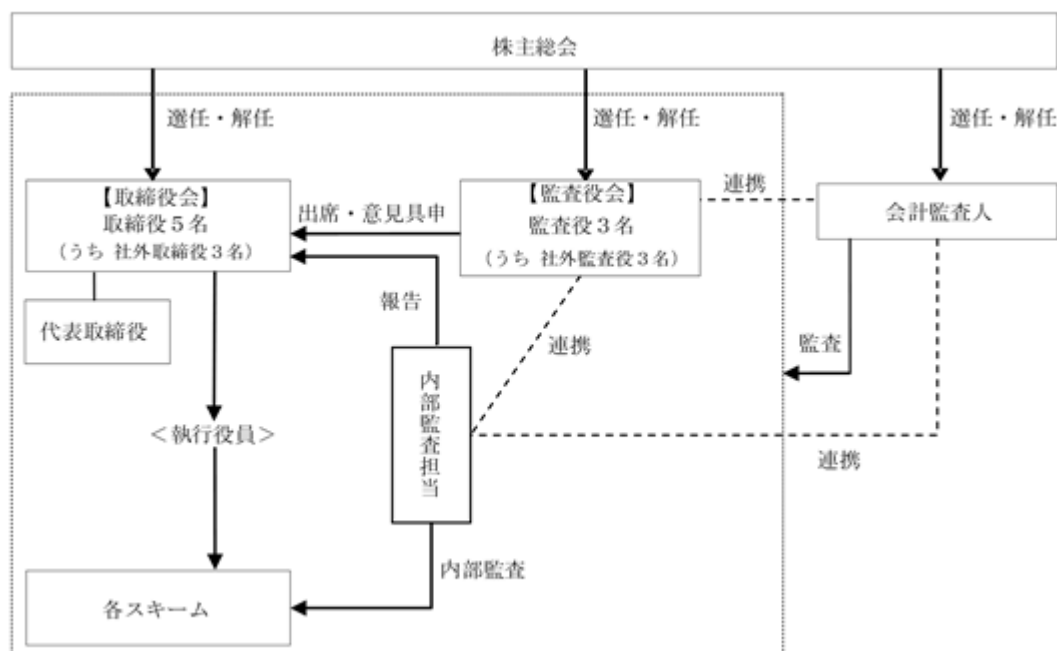 株主総会
選任・解任
選任・解任
選任・解任
【取締役会】
取締役５名
（うち 社外取締役３名）
出席・意見具申
【監査役会】
監査役３名
（うち 社外監査役３名）
連携
会計監査人
代表取締役
報告
連携
監査
内部監査担当
＜執行役員＞
連携
内部監査
各スキーム